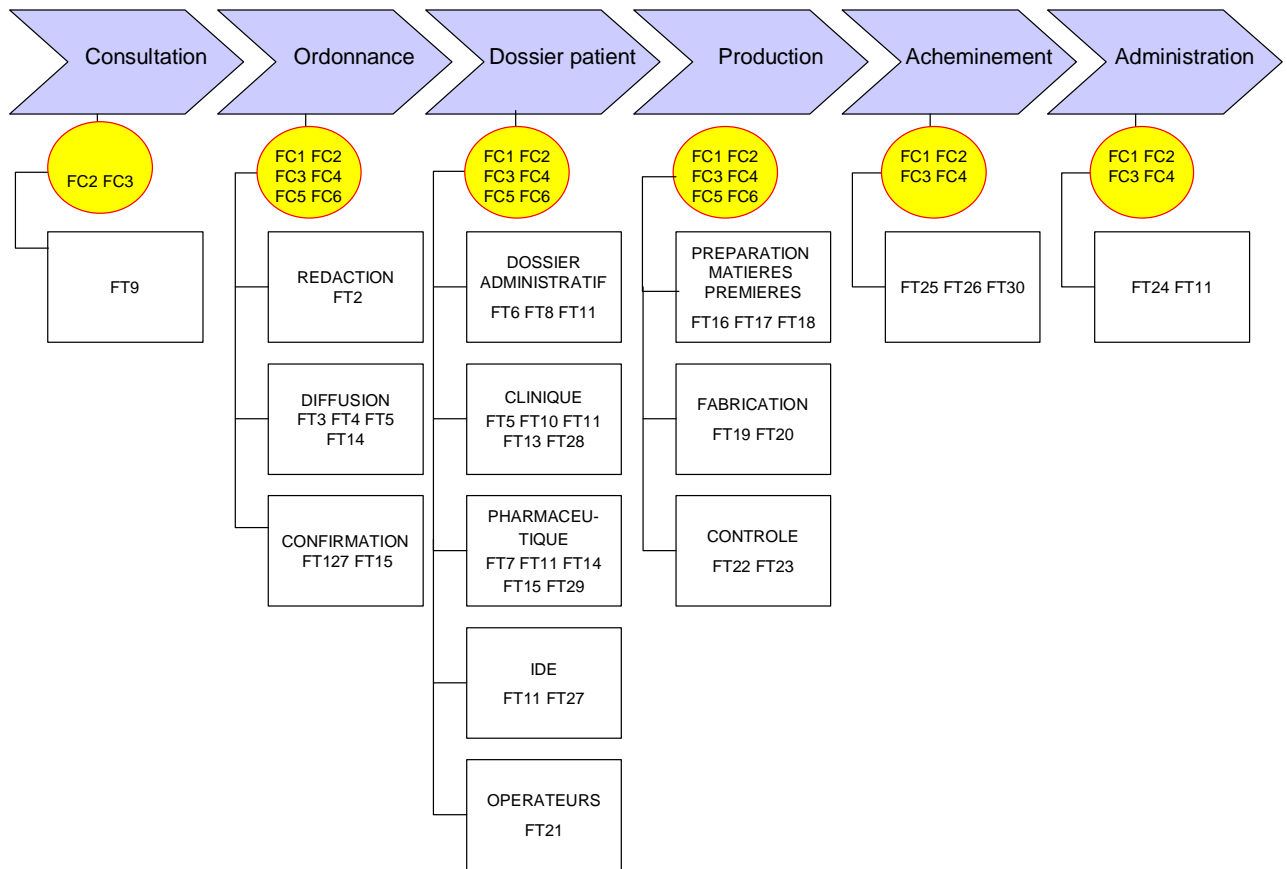 Consultation
Ordonnance
Dossier patient
Production
Acheminement
Administration
FC2 FC3
FC1 FC2
FC3 FC4
FC5 FC6
FC1 FC2
FC3 FC4
FC5 FC6
FC1 FC2
FC3 FC4
FC5 FC6
FC1 FC2
FC3 FC4
FC1 FC2
FC3 FC4
FT9
REDACTION
FT2
DOSSIER
ADMINISTRATIF
FT6 FT8 FT11
PREPARATION
MATIERES
PREMIERES
FT16 FT17 FT18
FT25 FT26 FT30
FT24 FT11
DIFFUSION
FT3 FT4 FT5
FT14
CLINIQUE
FT5 FT10 FT11
FT13 FT28
FABRICATION
FT19 FT20
CONFIRMATION
FT127 FT15
PHARMACEU-
TIQUE
FT7 FT11 FT14
FT15 FT29
CONTROLE
FT22 FT23
IDE
FT11 FT27
OPERATEURS
FT21